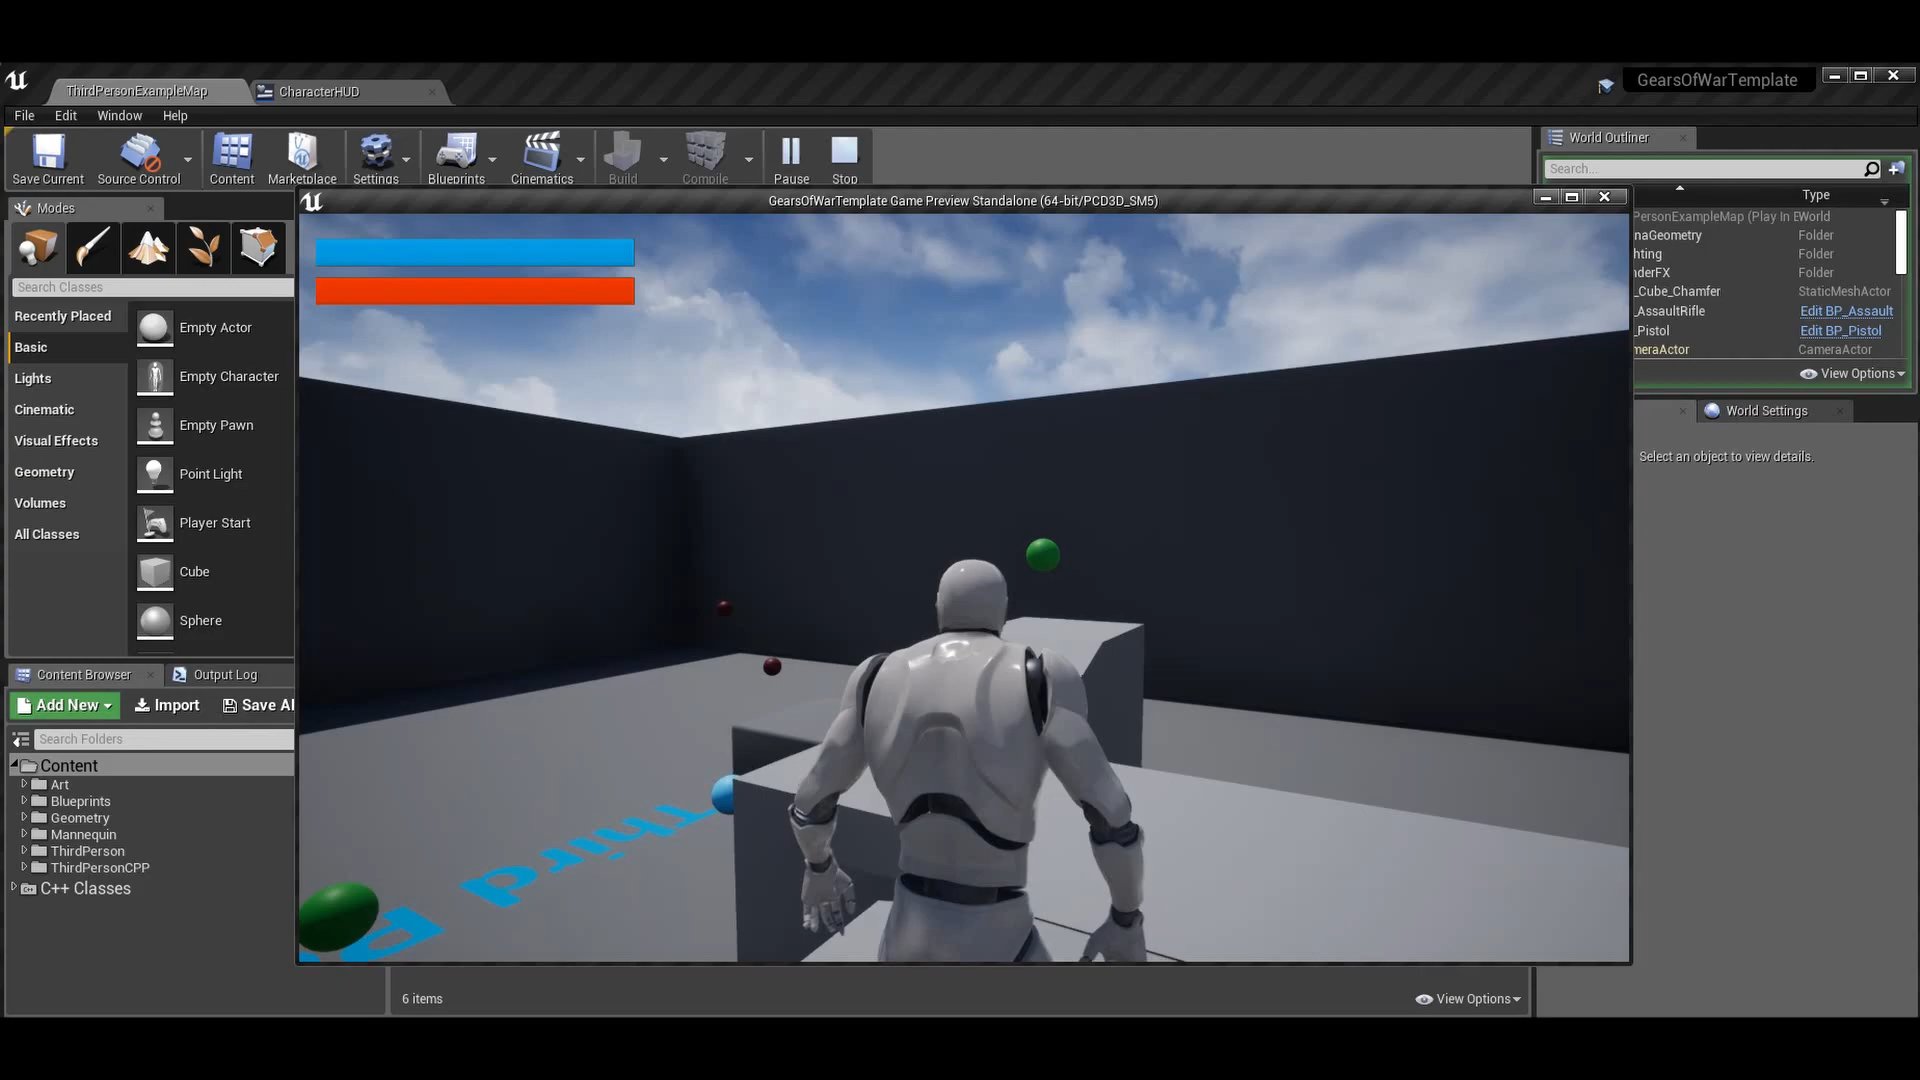 ThirdPersonExampleMap
CharacterHUD
GearsOfWarTemplate
File Edit Window Help
Save Current
Source Control
Content
Marketplace
Settings
Blueprints
Cinematics
Build
Compile
Pause
Stop
World Outliner
Search...
Type
PersonExampleMap (Play In E World
naGeometry Folder
hting Folder
nderFX Folder
_Cube_Chamfer StaticMeshActor
_AssaultRifle Edit BP_Assault
_Pistol Edit BP_Pistol
meraActor CameraActor
View Options
World Settings
Select an object to view details.
Modes
Search Classes
Recently Placed
Basic
Lights
Cinematic
Visual Effects
Geometry
Volumes
All Classes
Empty Actor
Empty Character
Empty Pawn
Point Light
Player Start
Cube
Sphere
GearsOfWarTemplate Game Preview Standalone (64-bit/PCD3D_SM5)
Third
Content Browser
Output Log
Add New
Import
Save Al
Search Folders
Content
Art
Blueprints
Geometry
Mannequin
ThirdPerson
ThirdPersonCPP
C++ Classes
6 items
View Options